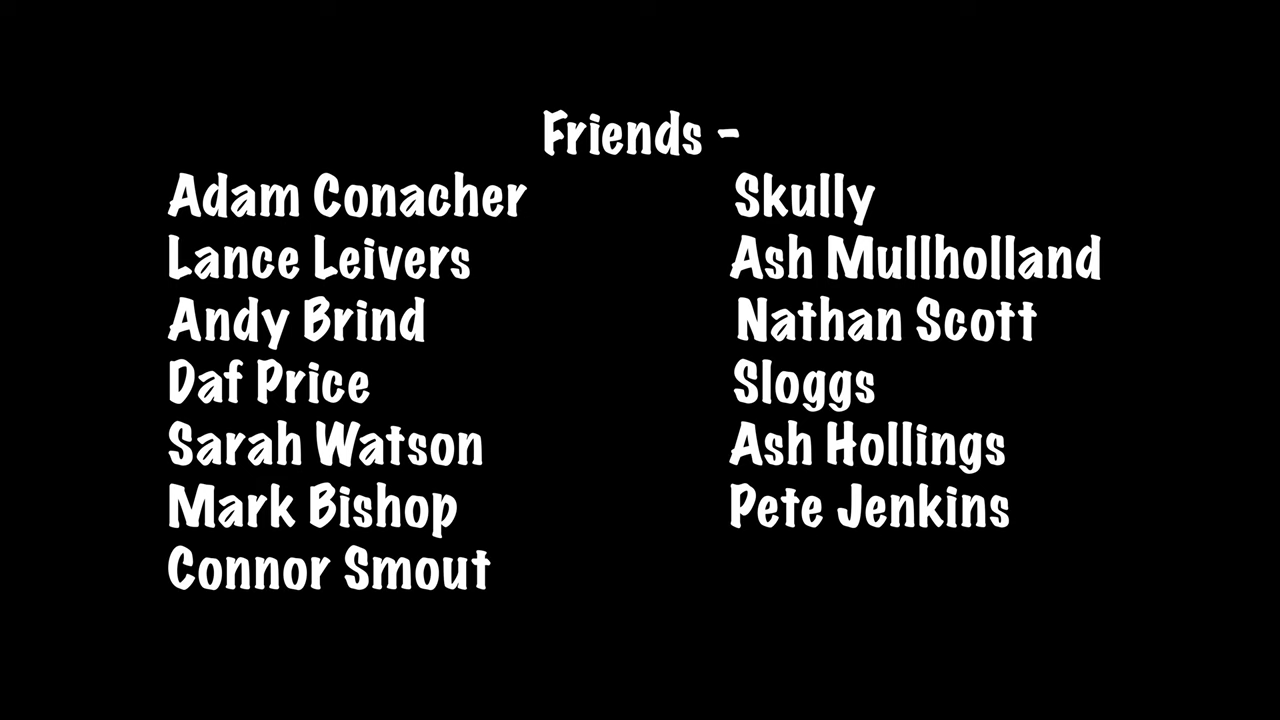 Friends -
Adam Conacher
Lance Leivers
Andy Brind
Daf Price
Sarah Watson
Mark Bishop
Connor Smout
Skully
Ash Mullholland
Nathan Scott
Sloggs
Ash Hollings
Pete Jenkins